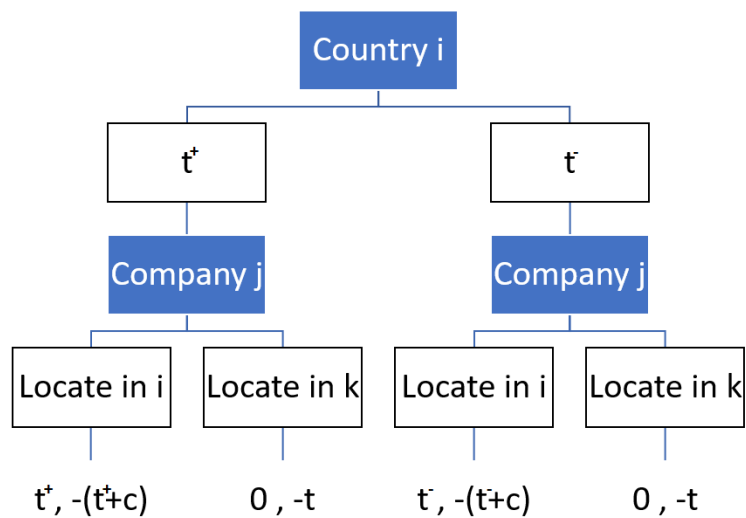 Country i
t⁺ t⁻
Company j Company j
Locate in i Locate in k Locate in i Locate in k
t⁺, -(t⁺+c) 0 , -t t⁻, -(t⁻+c) 0 , -t